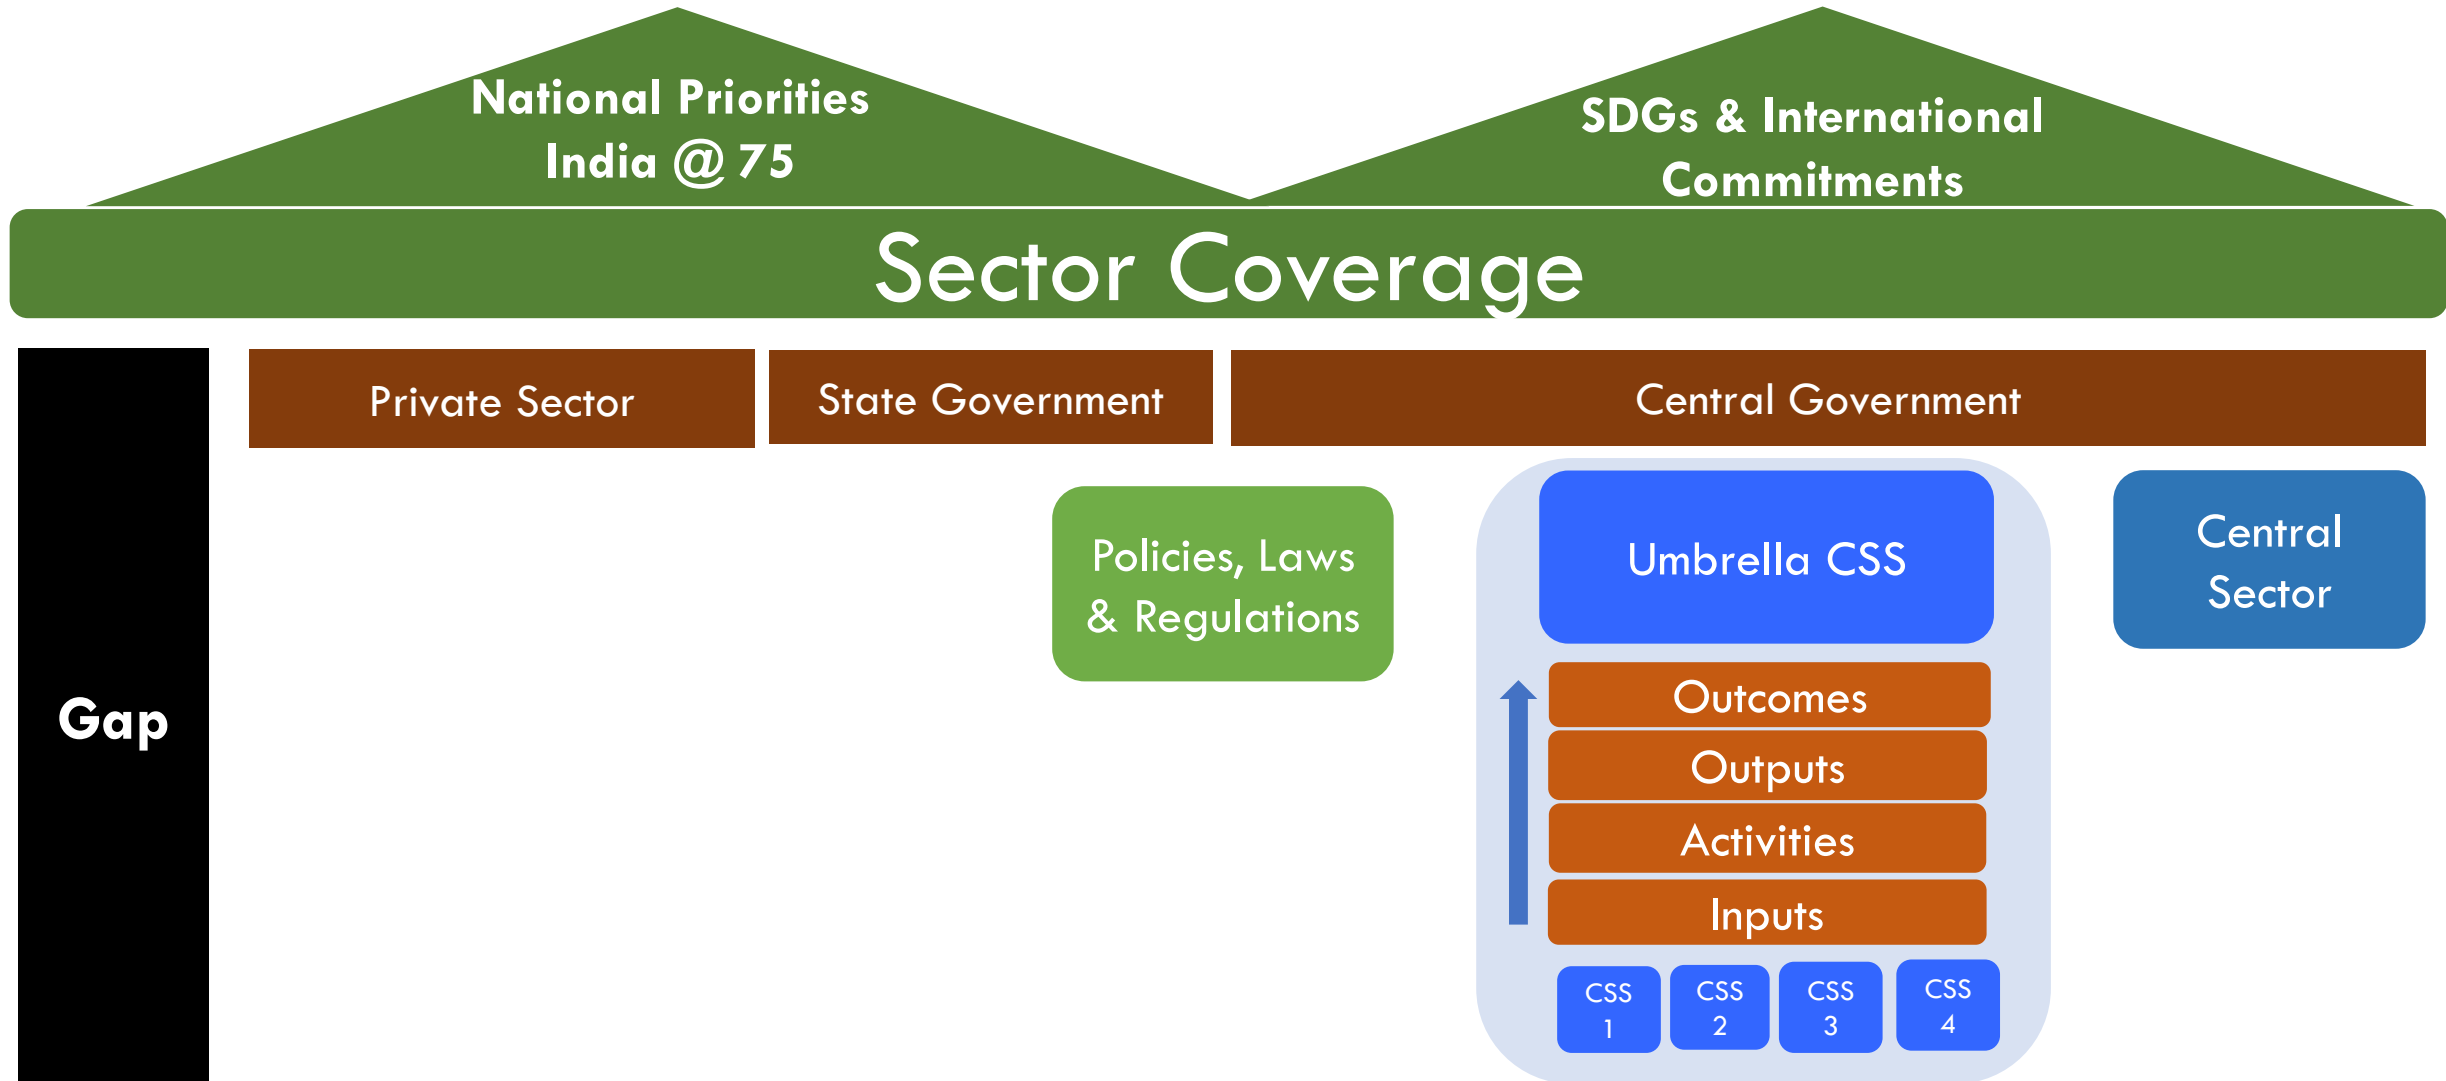 National Priorities
India @ 75
SDGs & International
Commitments
Sector Coverage
Gap
Private Sector
State Government
Central Government
Policies, Laws
& Regulations
Umbrella CSS
Central
Sector
Outcomes
Outputs
Activities
Inputs
CSS
1
CSS
2
CSS
3
CSS
4